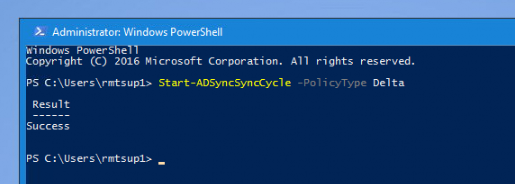 Administrator: Windows PowerShell
Windows PowerShell
Copyright (C) 2016 Microsoft Corporation. All rights reserved.
PS C:\Users\rmtsup1> Start-ADSyncSyncCycle -PolicyType Delta
Result
------
Success
PS C:\Users\rmtsup1> _